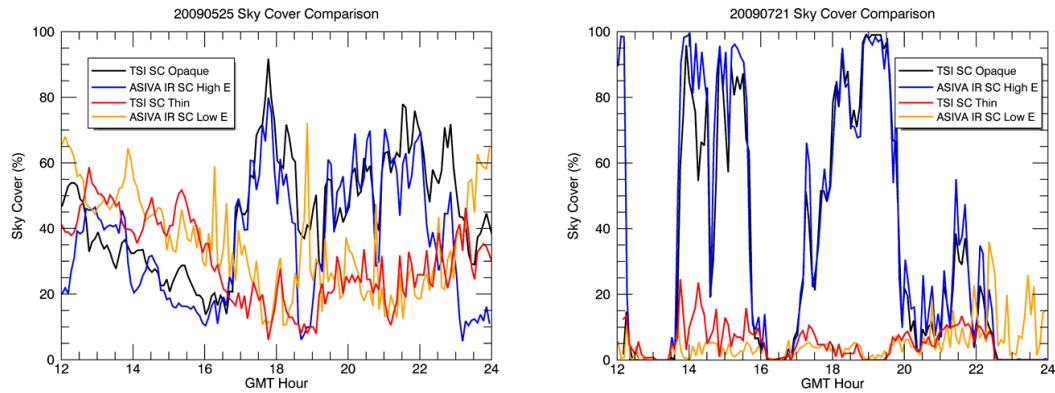 20090525 Sky Cover Comparison
100
80
60
40
20
0
Sky Cover (%)
TSI SC Opaque
ASIVA IR SC High E
TSI SC Thin
ASIVA IR SC Low E
12 14 16 18 20 22 24
GMT Hour
20090721 Sky Cover Comparison
100
80
60
40
20
0
Sky Cover (%)
TSI SC Opaque
ASIVA IR SC High E
TSI SC Thin
ASIVA IR SC Low E
12 14 16 18 20 22 24
GMT Hour